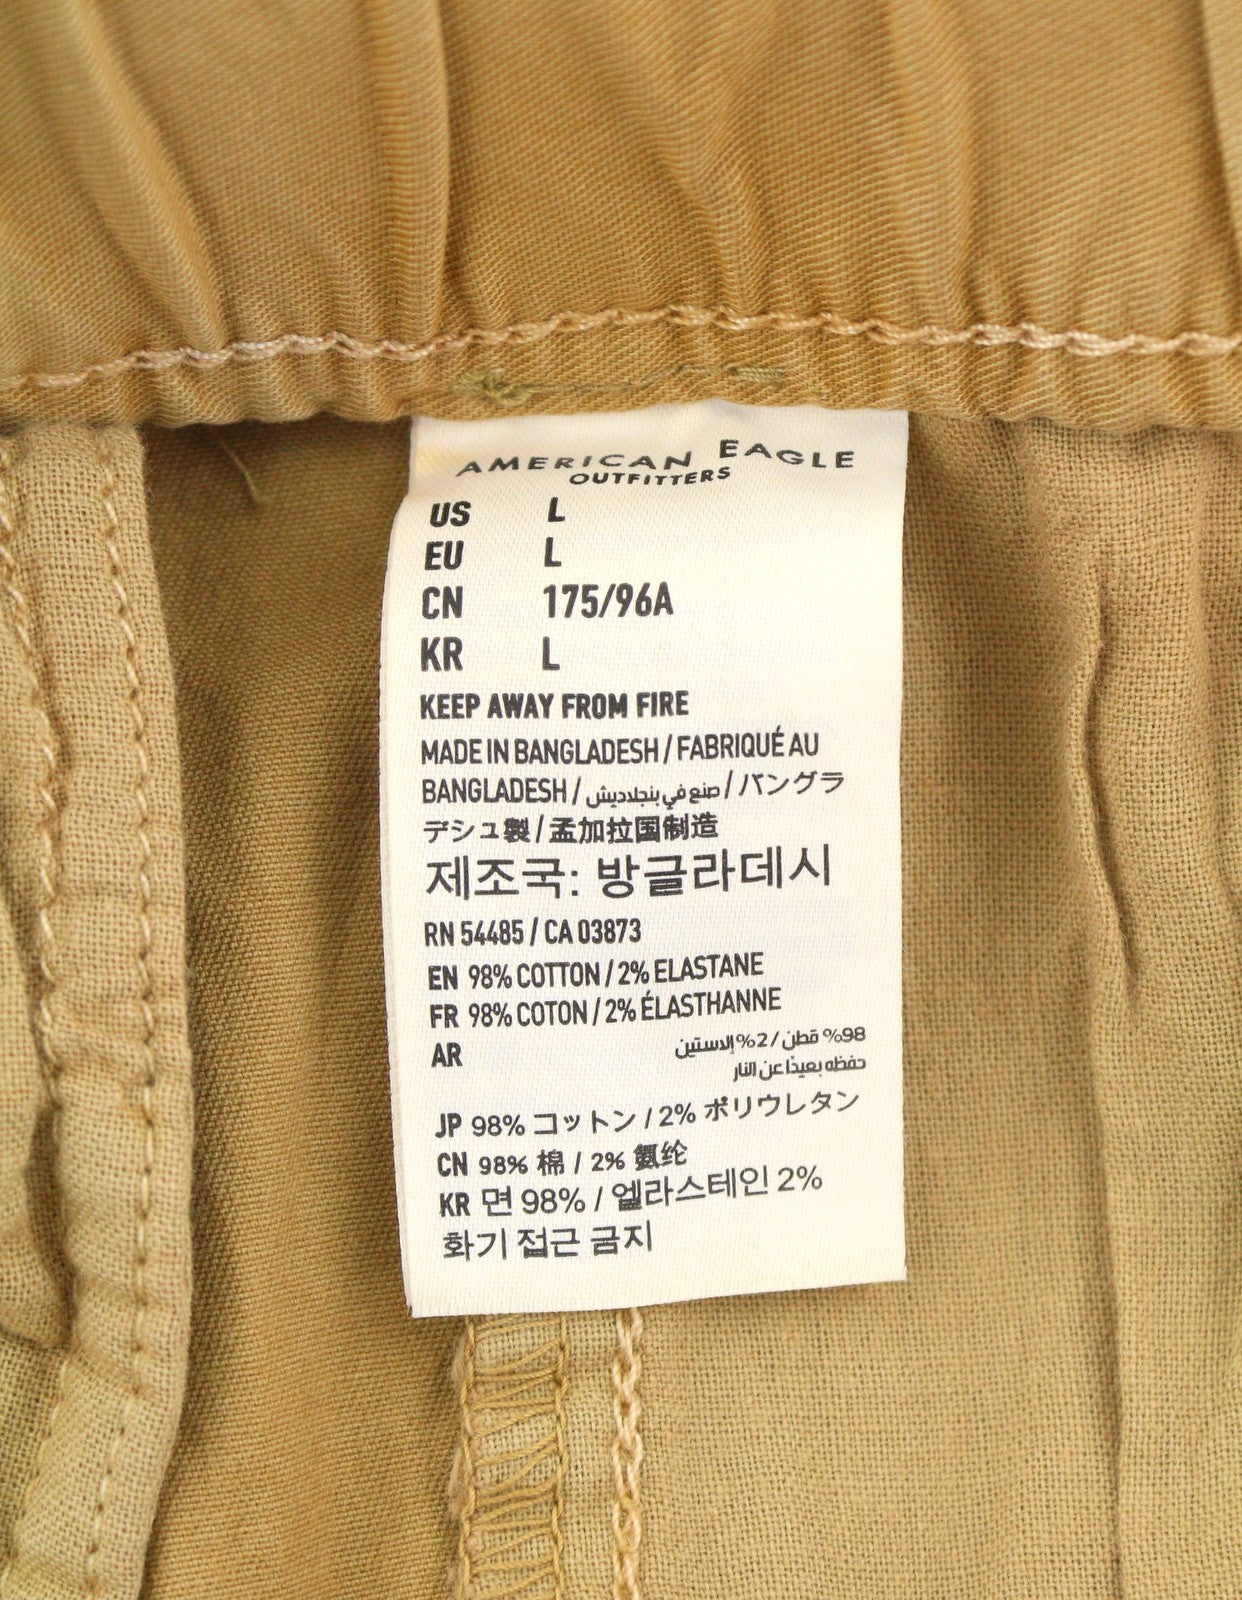 AMERICAN EAGLE
OUTFITTERS
US L
EU L
CN 175/96A
KR L
KEEP AWAY FROM FIRE
MADE IN BANGLADESH / FABRIQUÉ AU
BANGLADESH / صنع في بنجلاديش / バングラ
デシュ製 / 孟加拉国制造
제조국: 방글라데시
RN 54485 / CA 03873
EN 98% COTTON / 2% ELASTANE
FR 98% COTON / 2% ÉLASTHANNE
AR 98% قطن / 2% إلاستين
حفظه بعيدًا عن النار
JP 98% コットン / 2% ポリウレタン
CN 98% 棉 / 2% 氨纶
KR 면 98% / 엘라스테인 2%
화기 접근 금지